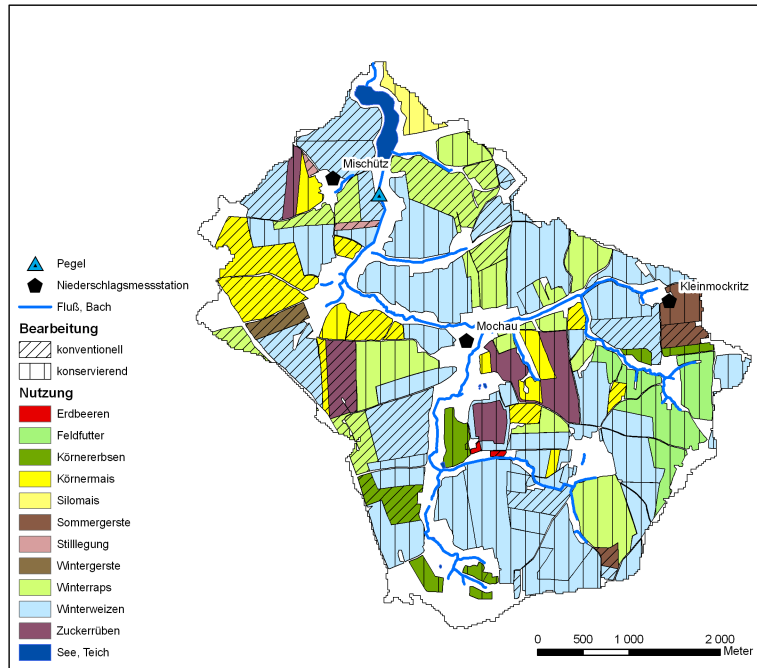 Mischütz
Kleinmockritz
Mochau
Pegel
Niederschlagsmessstation
Fluß, Bach
Bearbeitung
konventionell
konservierend
Nutzung
Erdbeeren
Feldfutter
Körnererbsen
Körnermais
Silomais
Sommergerste
Stilllegung
Wintergerste
Winterraps
Winterweizen
Zuckerrüben
See, Teich
0 500 1 000 2 000
Meter